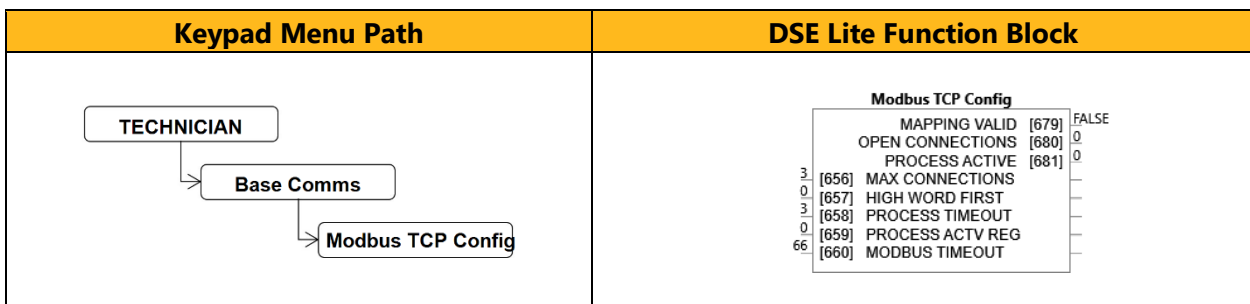 Keypad Menu Path
DSE Lite Function Block
TECHNICIAN
Base Comms
Modbus TCP Config
Modbus TCP Config
MAPPING VALID [679] FALSE
OPEN CONNECTIONS [680] 0
PROCESS ACTIVE [681] 0
3 [656] MAX CONNECTIONS
0 [657] HIGH WORD FIRST
3 [658] PROCESS TIMEOUT
0 [659] PROCESS ACTV REG
66 [660] MODBUS TIMEOUT